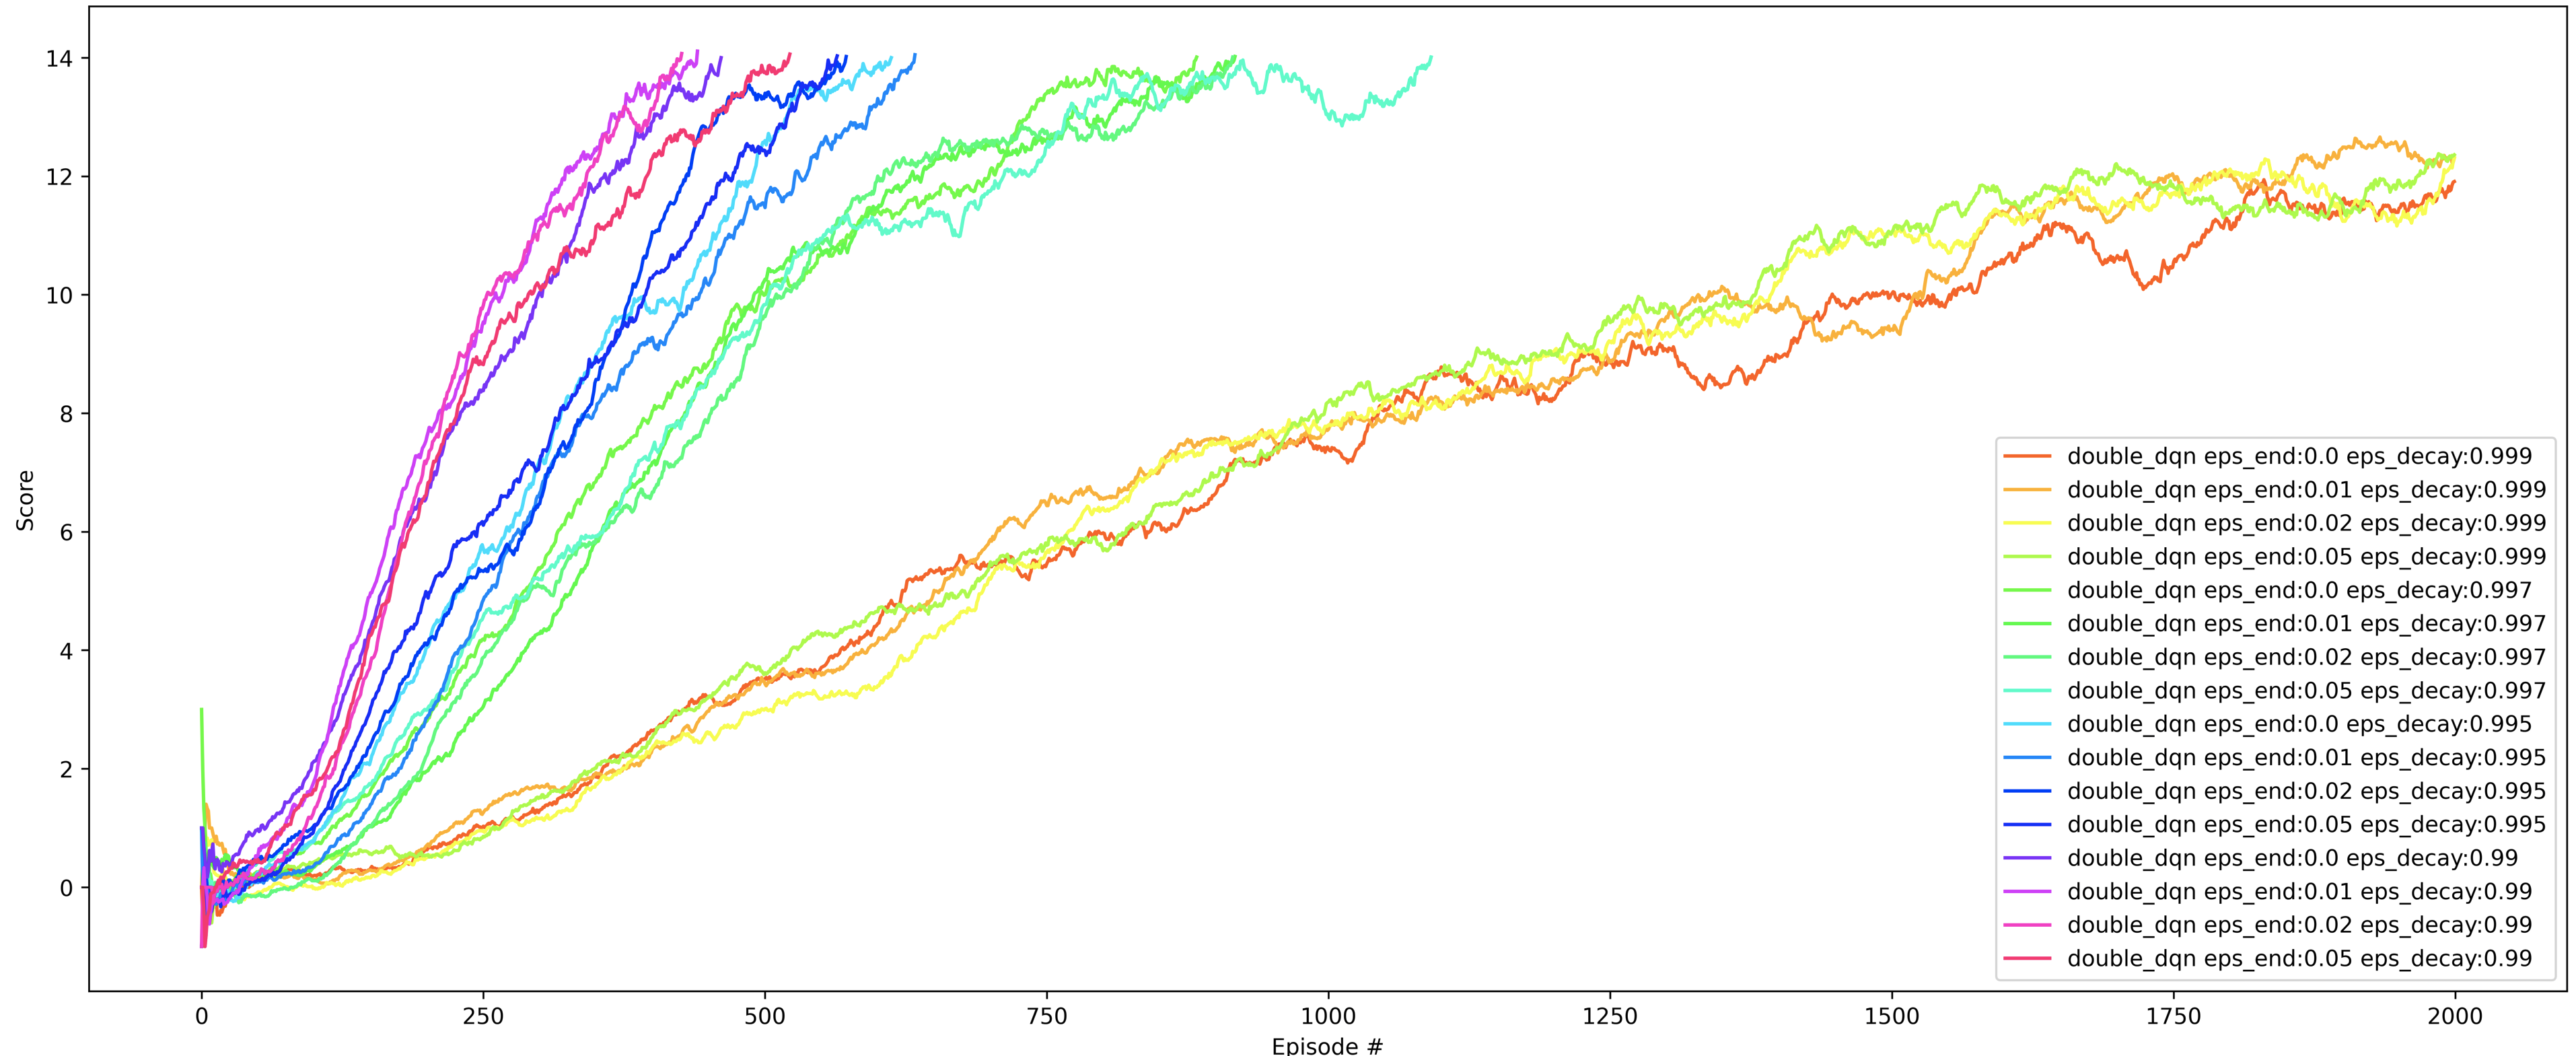 14
12
10
8
6
4
2
0
Score
double_dqn eps_end:0.0 eps_decay:0.999
double_dqn eps_end:0.01 eps_decay:0.999
double_dqn eps_end:0.02 eps_decay:0.999
double_dqn eps_end:0.05 eps_decay:0.999
double_dqn eps_end:0.0 eps_decay:0.997
double_dqn eps_end:0.01 eps_decay:0.997
double_dqn eps_end:0.02 eps_decay:0.997
double_dqn eps_end:0.05 eps_decay:0.997
double_dqn eps_end:0.0 eps_decay:0.995
double_dqn eps_end:0.01 eps_decay:0.995
double_dqn eps_end:0.02 eps_decay:0.995
double_dqn eps_end:0.05 eps_decay:0.995
double_dqn eps_end:0.0 eps_decay:0.99
double_dqn eps_end:0.01 eps_decay:0.99
double_dqn eps_end:0.02 eps_decay:0.99
double_dqn eps_end:0.05 eps_decay:0.99
0 250 500 750 1000 1250 1500 1750 2000
Episode #